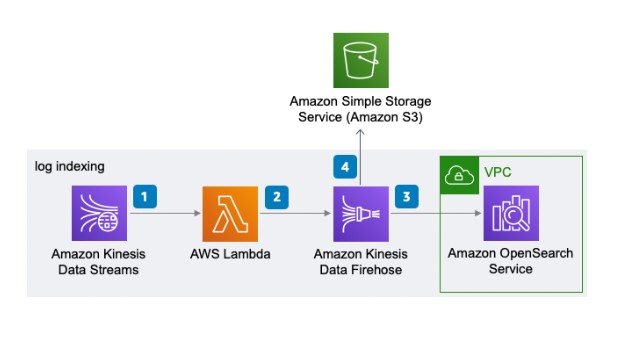 Amazon Simple Storage
Service (Amazon S3)
4
log indexing
VPC
1
2
3
Amazon Kinesis
Data Streams
AWS Lambda
Amazon Kinesis
Data Firehose
Amazon OpenSearch
Service